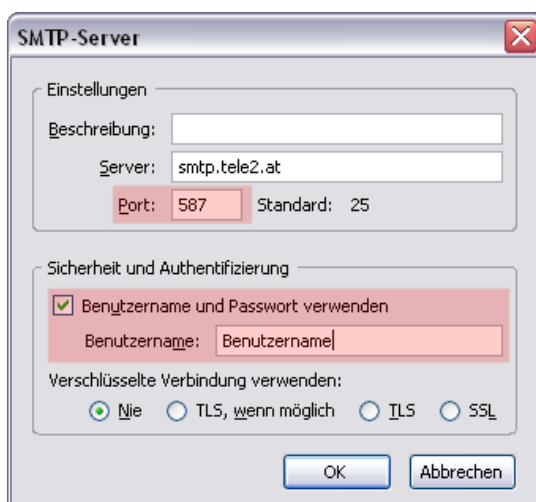 SMTP-Server
Einstellungen
Beschreibung:
Server: smtp.tele2.at
Port: 587 Standard: 25
Sicherheit und Authentifizierung
Benutzername und Passwort verwenden
Benutzername: Benutzername
Verschlüsselte Verbindung verwenden:
Nie TLS, wenn möglich TLS SSL
OK Abbrechen